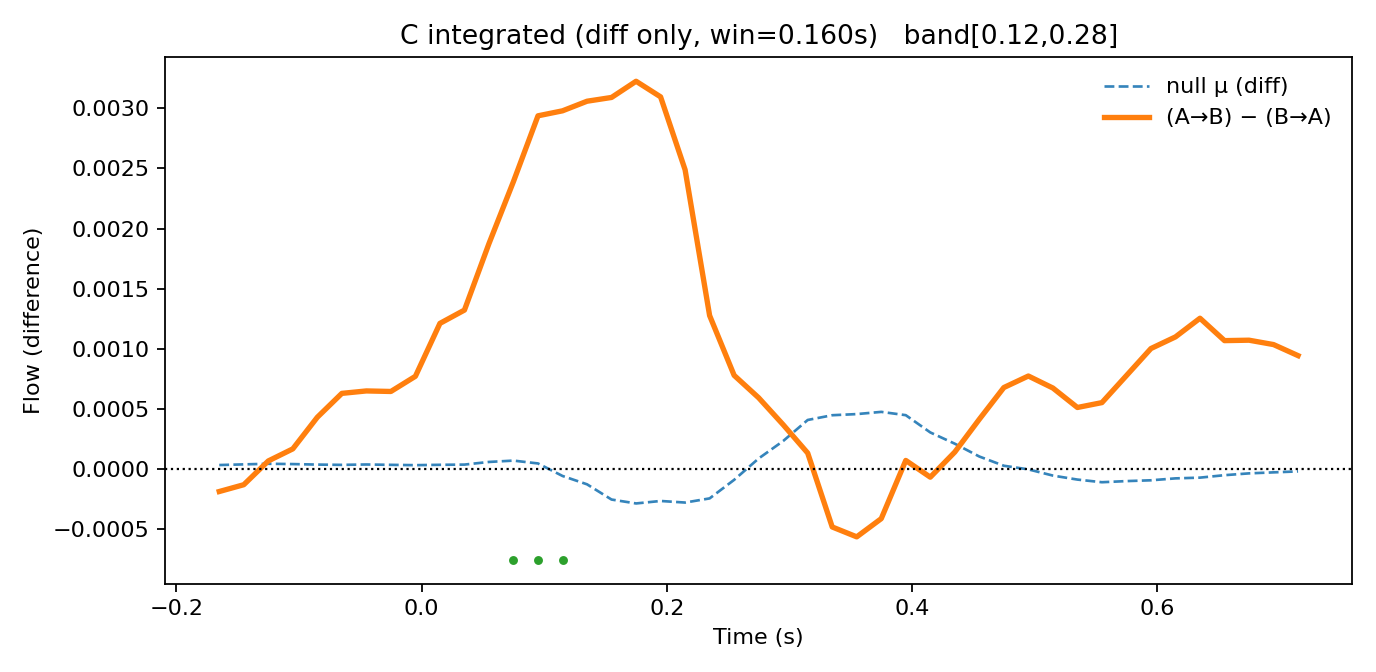 C integrated (diff only, win=0.160s)   band[0.12,0.28]
null μ (diff)
(A→B) − (B→A)
Flow (difference)
0.0030
0.0025
0.0020
0.0015
0.0010
0.0005
0.0000
−0.0005
−0.2 0.0 0.2 0.4 0.6
Time (s)